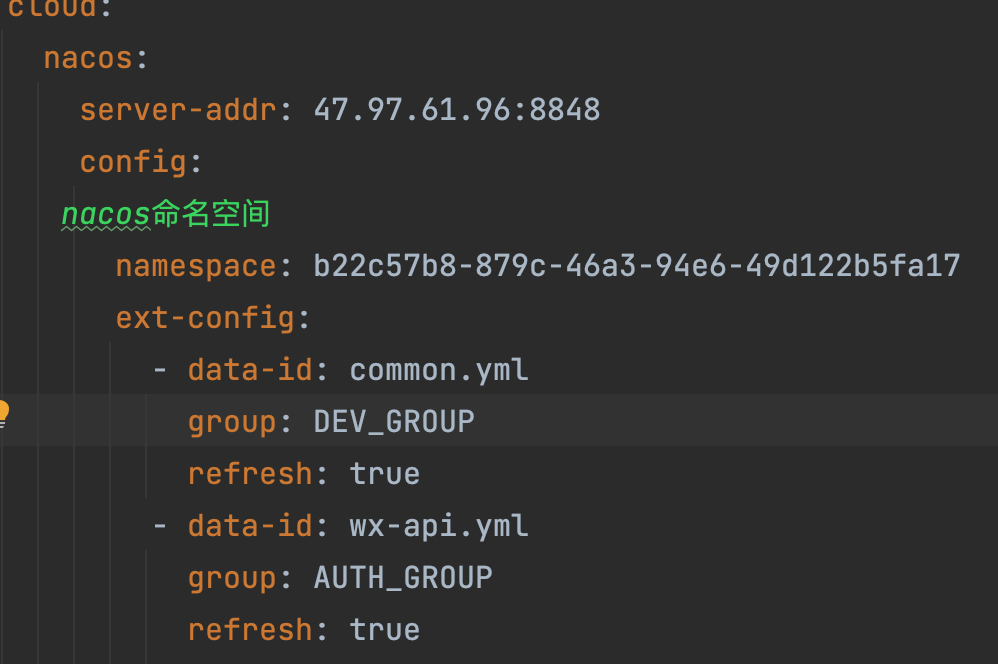 cloud:
nacos:
server-addr: 47.97.61.96:8848
config:
nacos命名空间
namespace: b22c57b8-879c-46a3-94e6-49d122b5fa17
ext-config:
- data-id: common.yml
group: DEV_GROUP
refresh: true
- data-id: wx-api.yml
group: AUTH_GROUP
refresh: true